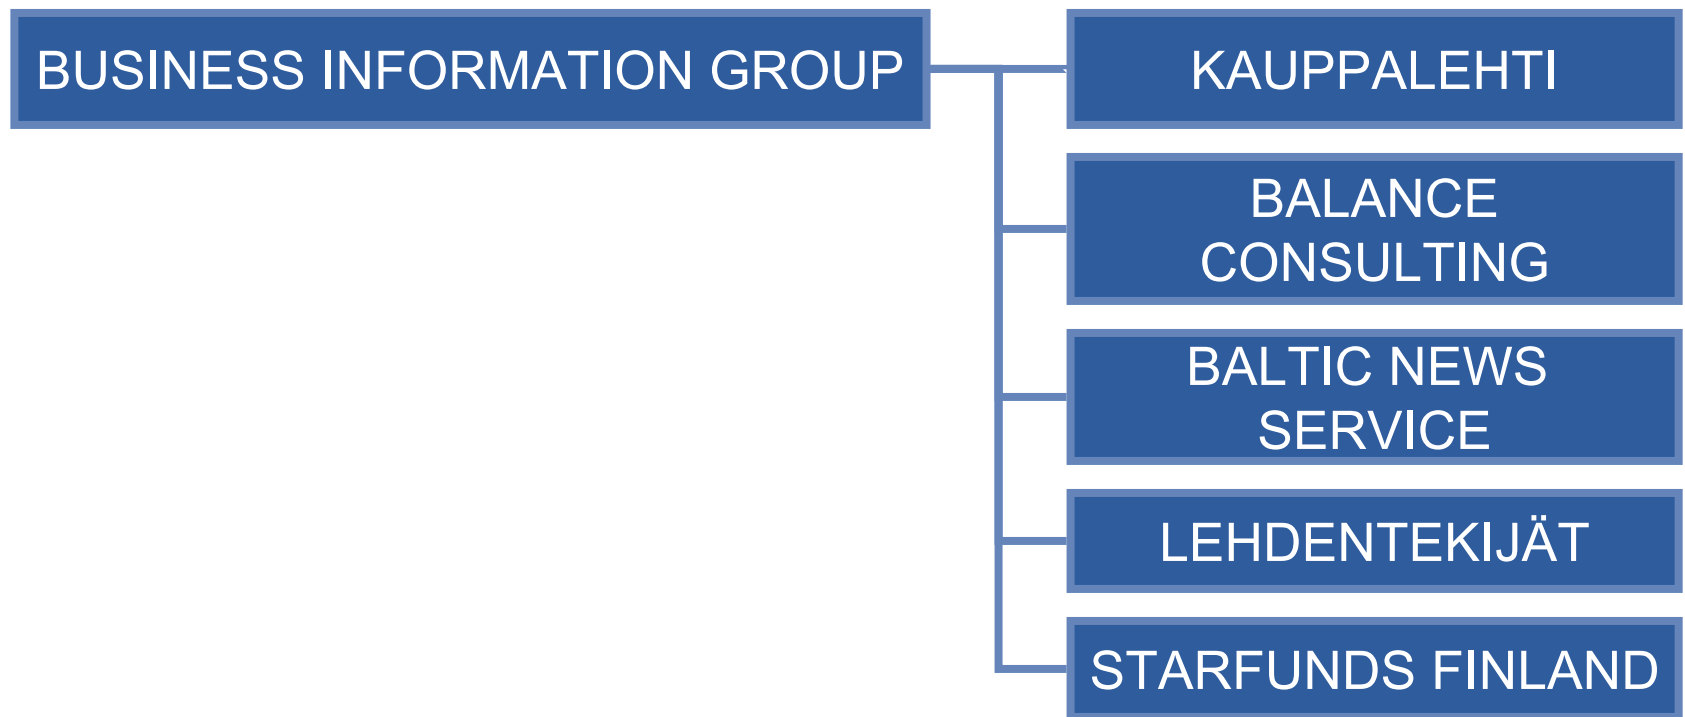 BUSINESS INFORMATION GROUP
KAUPPALEHTI
BALANCE
CONSULTING
BALTIC NEWS
SERVICE
LEHDENTEKIJÄT
STARFUNDS FINLAND